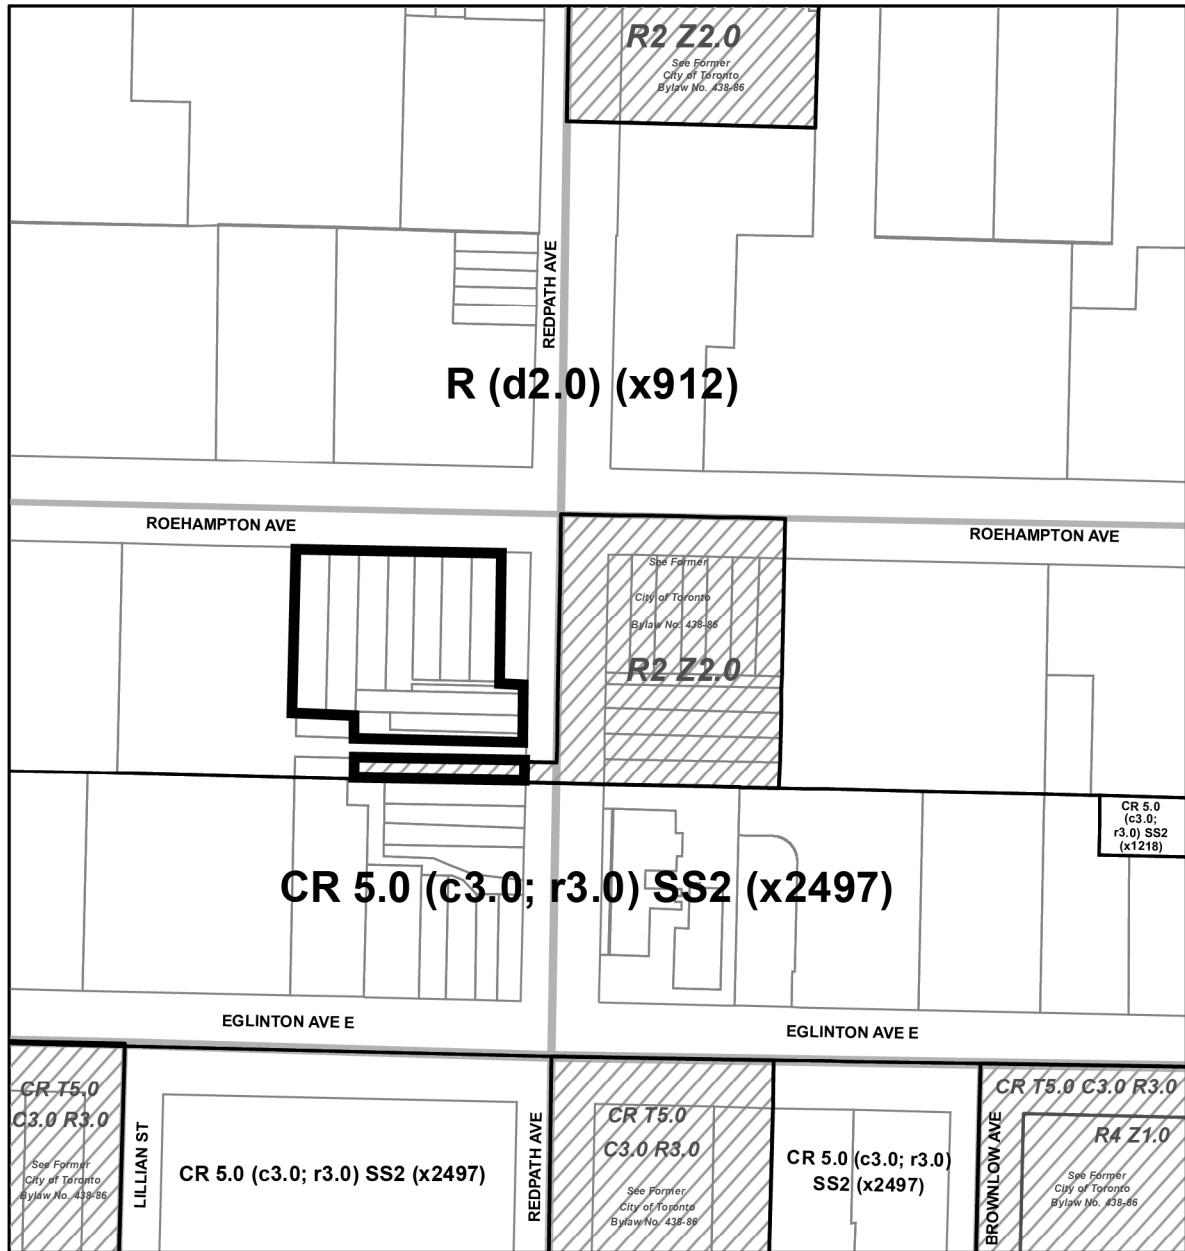 R2 Z2.0
See Former
City of Toronto
Bylaw No. 438-86
REDPATH AVE
R (d2.0) (x912)
ROEHAMPTON AVE
ROEHAMPTON AVE
See Former
City of Toronto
Bylaw No. 438-86
R2 Z2.0
CR 5.0
(c3.0;
r3.0) SS2
(x1218)
CR 5.0 (c3.0; r3.0) SS2 (x2497)
EGLINTON AVE E
EGLINTON AVE E
CR T5.0
C3.0 R3.0
See Former
City of Toronto
Bylaw No. 438-86
LILLIAN ST
CR 5.0 (c3.0; r3.0) SS2 (x2497)
REDPATH AVE
CR T5.0
C3.0 R3.0
See Former
City of Toronto
Bylaw No. 438-86
CR 5.0 (c3.0; r3.0)
SS2 (x2497)
BROWNLOW AVE
CR T5.0 C3.0 R3.0
R4 Z1.0
See Former
City of Toronto
Bylaw No. 438-86